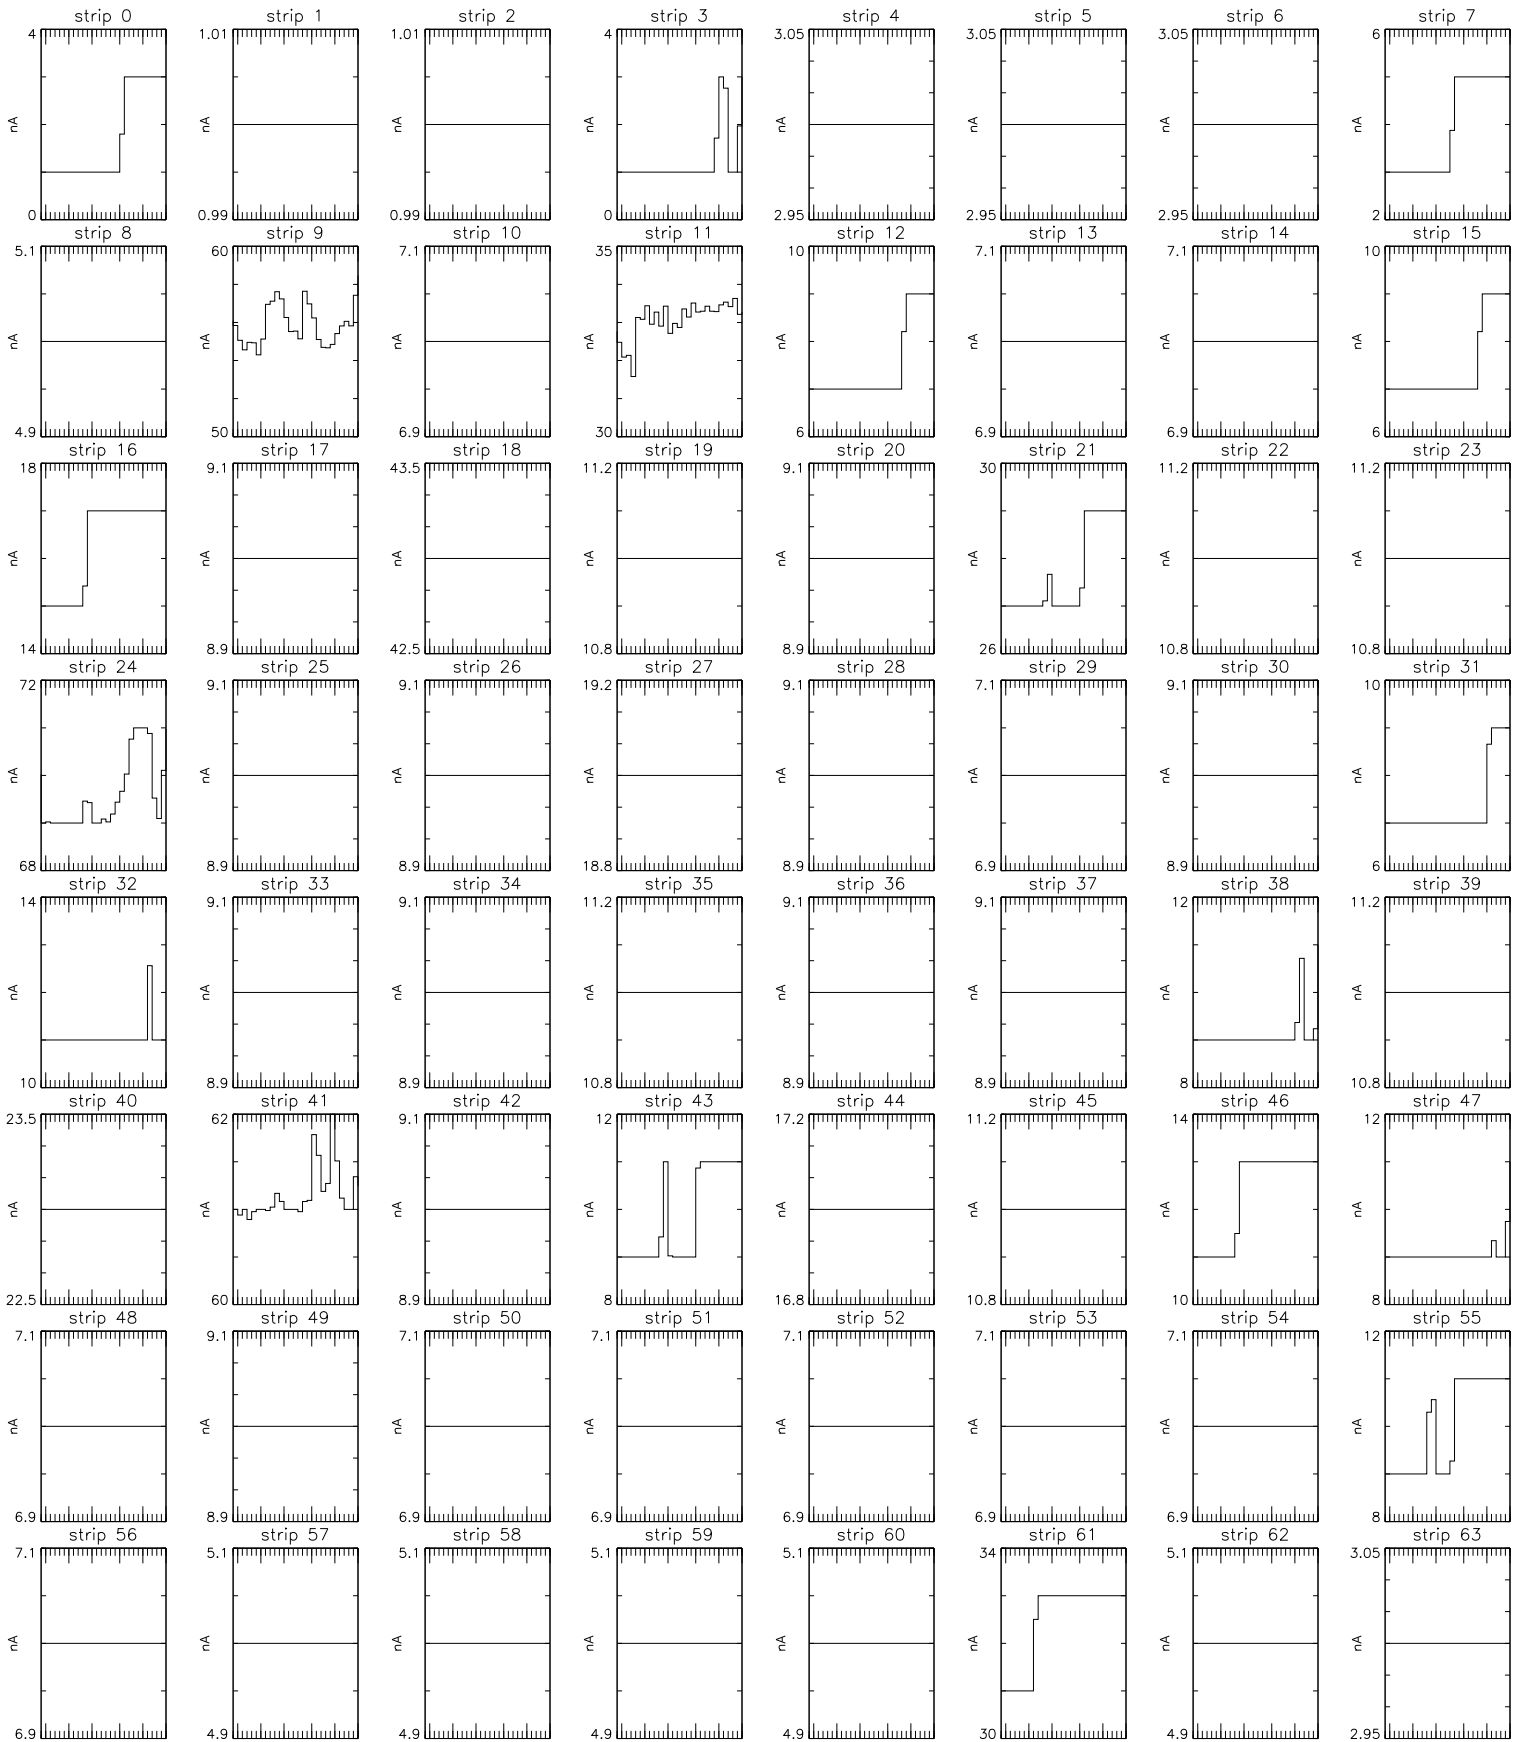 strip 0 strip 1 strip 2 strip 3 strip 4 strip 5 strip 6 strip 7
4 1.01 1.01 4 3.05 3.05 3.05 6
nA nA nA nA nA nA nA nA
0 0.99 0.99 0 2.95 2.95 2.95 2
strip 8 strip 9 strip 10 strip 11 strip 12 strip 13 strip 14 strip 15
5.1 60 7.1 35 10 7.1 7.1 10
nA nA nA nA nA nA nA nA
4.9 50 6.9 30 6 6.9 6.9 6
strip 16 strip 17 strip 18 strip 19 strip 20 strip 21 strip 22 strip 23
18 9.1 43.5 11.2 9.1 30 11.2 11.2
nA nA nA nA nA nA nA nA
14 8.9 42.5 10.8 8.9 26 10.8 10.8
strip 24 strip 25 strip 26 strip 27 strip 28 strip 29 strip 30 strip 31
72 9.1 9.1 19.2 9.1 7.1 9.1 10
nA nA nA nA nA nA nA nA
68 8.9 8.9 18.8 8.9 6.9 8.9 6
strip 32 strip 33 strip 34 strip 35 strip 36 strip 37 strip 38 strip 39
14 9.1 9.1 11.2 9.1 9.1 12 11.2
nA nA nA nA nA nA nA nA
10 8.9 8.9 10.8 8.9 8.9 8 10.8
strip 40 strip 41 strip 42 strip 43 strip 44 strip 45 strip 46 strip 47
23.5 62 9.1 12 17.2 11.2 14 12
nA nA nA nA nA nA nA nA
22.5 60 8.9 8 16.8 10.8 10 8
strip 48 strip 49 strip 50 strip 51 strip 52 strip 53 strip 54 strip 55
7.1 9.1 7.1 7.1 7.1 7.1 7.1 12
nA nA nA nA nA nA nA nA
6.9 8.9 6.9 6.9 6.9 6.9 6.9 8
strip 56 strip 57 strip 58 strip 59 strip 60 strip 61 strip 62 strip 63
7.1 5.1 5.1 5.1 5.1 34 5.1 3.05
nA nA nA nA nA nA nA nA
6.9 4.9 4.9 4.9 4.9 30 4.9 2.95